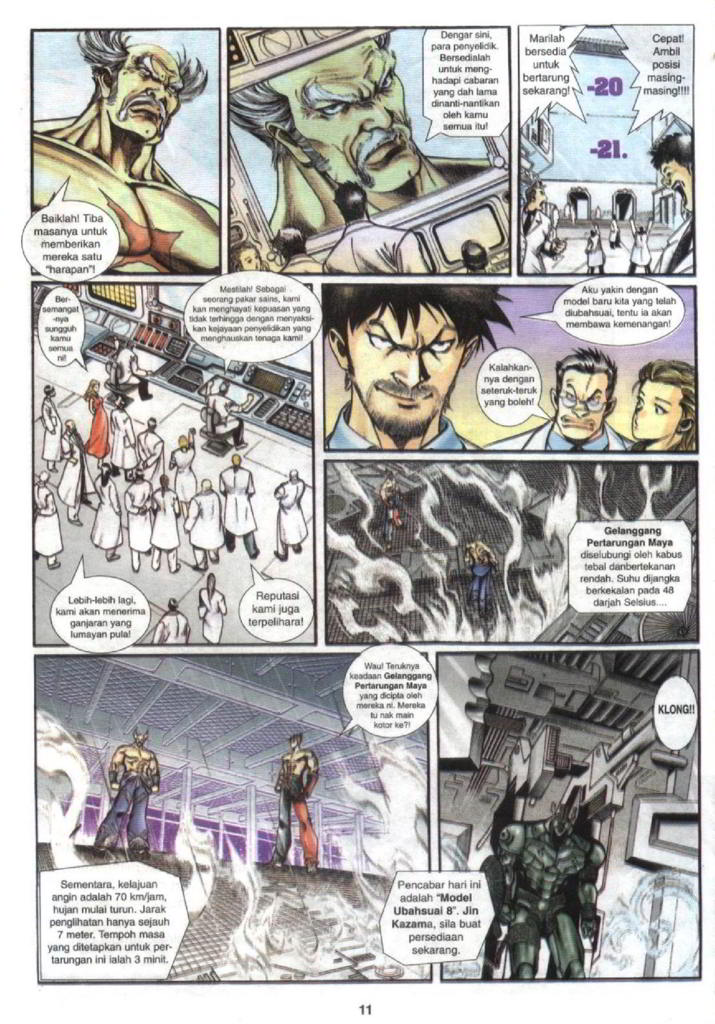 Baiklah! Tiba
masanya untuk
memberikan
mereka satu
"harapan"!
Dengar sini,
para penyelidik.
Bersedialah
untuk meng-
hadapi cabaran
yang dah lama
dinanti-nantikan
oleh kamu
semua itu!
Marilah
bersedia
untuk
bertarung
sekarang!
-20
-21.
Cepat!
Ambil
posisi
masing-
masing!!!!
Ber-
semangat
-nya
sungguh
kamu
semua
ni!
Mestilah! Sebagai
seorang pakar sains, kami
kan menghayati kepuasan yang
tidak terhingga dengan menyaksi-
kan kejayaan penyelidikan yang
menghauskan tenaga kami!
Lebih-lebih lagi,
kami akan menerima
ganjaran yang
lumayan pula!
Reputasi
kami juga
terpelihara!
Aku yakin dengan
model baru kita yang telah
diubahsuai, tentu ia akan
membawa kemenangan!
Kalahkan-
nya dengan
seteruk-teruk
yang boleh!
Gelanggang
Pertarungan Maya
diselubungi oleh kabus
tebal danbertekanan
rendah. Suhu dijangka
berkekalan pada 48
darjah Selsius....
Wau! Teruknya
keadaan Gelanggang
Pertarungan Maya
yang dicipta oleh
mereka ni. Mereka
tu nak main
kotor ke?!
Sementara, kelajuan
angin adalah 70 km/jam,
hujan mulai turun. Jarak
penglihatan hanya sejauh
7 meter. Tempoh masa
yang ditetapkan untuk per-
tarungan ini ialah 3 minit.
KLONG!!
Pencabar hari ini
adalah "Model
Ubahsuai 8". Jin
Kazama, sila buat
persediaan
sekarang.
11